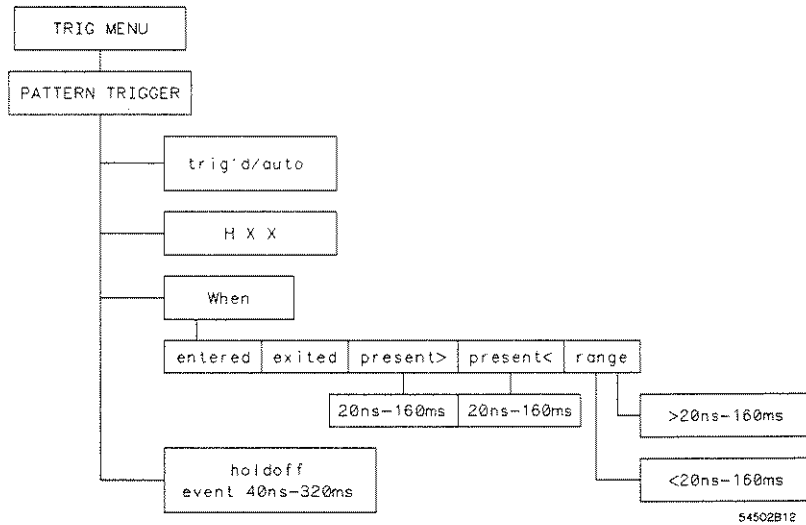 TRIG MENU
PATTERN TRIGGER
trig'd/auto
H X X
When
entered exited present> present< range
20ns-160ms 20ns-160ms
>20ns-160ms
<20ns-160ms
holdoff
event 40ns-320ms
54502B12